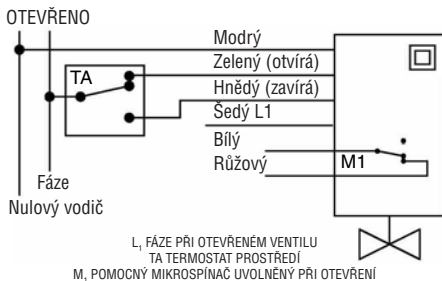 OTEVŘENO
Modrý
Zelený (otvírá)
TA
Hnědý (zavírá)
Šedý L1
Bílý
Růžový
M1
Fáze
Nulový vodič
L, FÁZE PŘI OTEVŘENÉM VENTILU
TA TERMOSTAT PROSTŘEDÍ
M, POMOCNÝ MIKROSPÍNAČ UVOLNĚNÝ PŘI OTEVŘENÍ